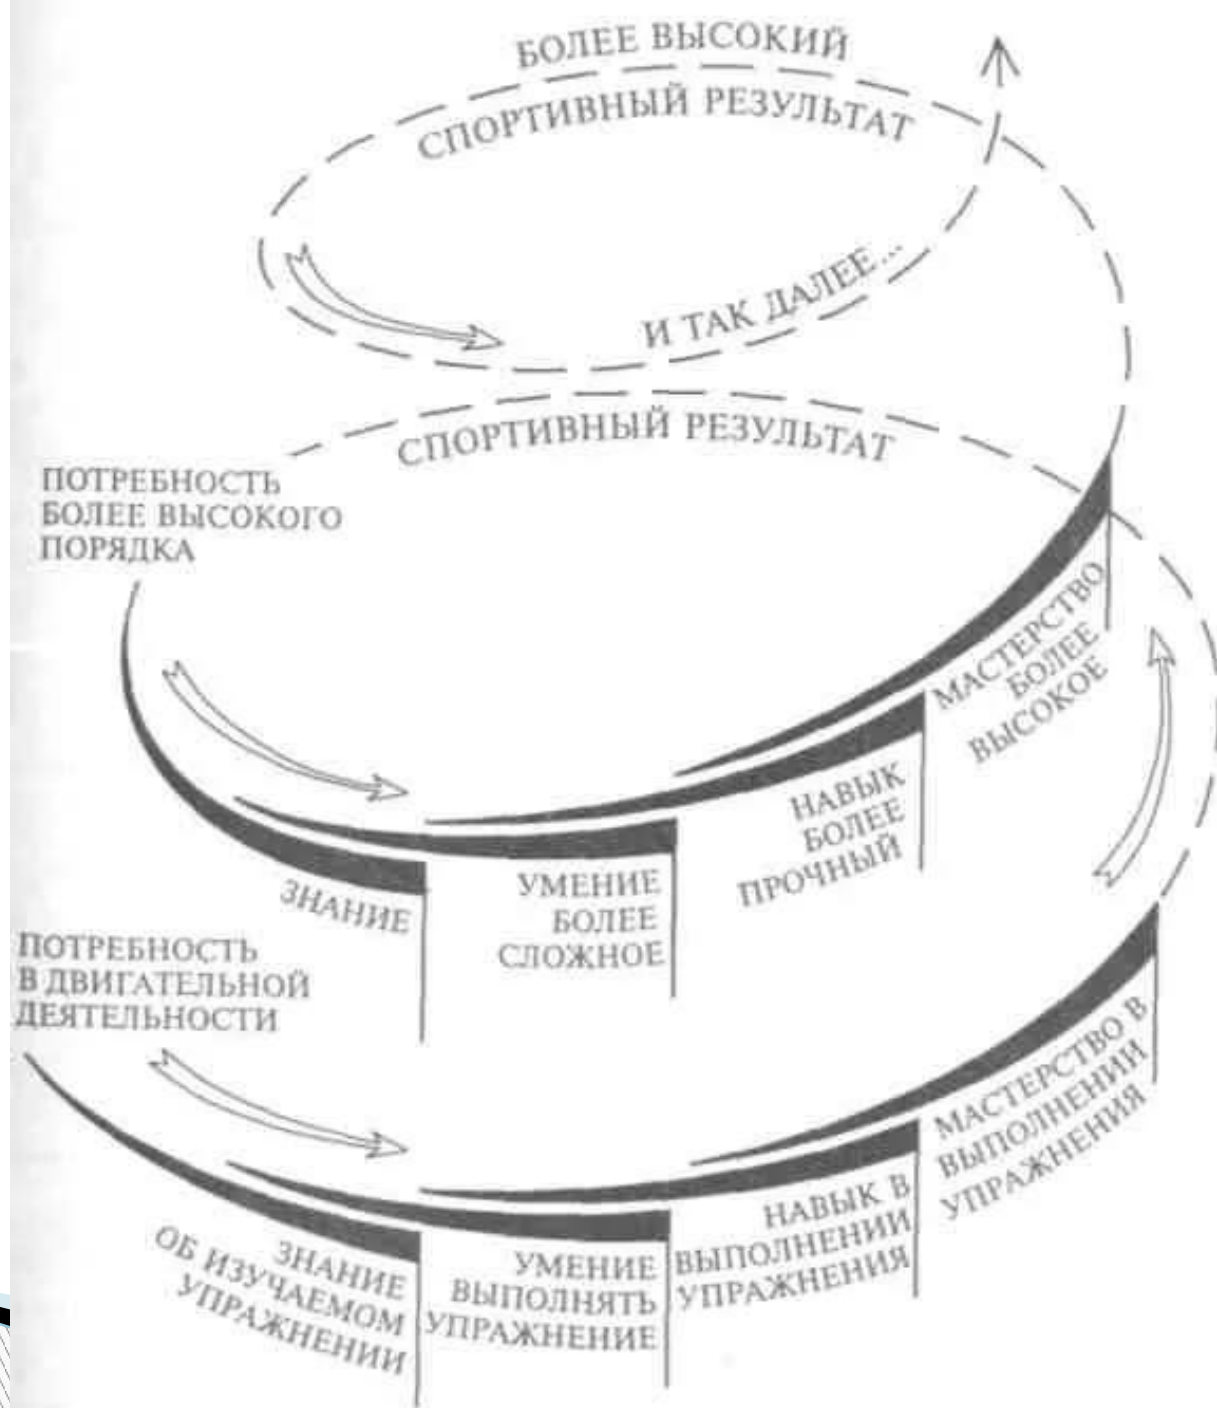 БОЛЕЕ ВЫСОКИЙ
СПОРТИВНЫЙ РЕЗУЛЬТАТ
И ТАК ДАЛЕЕ...
СПОРТИВНЫЙ РЕЗУЛЬТАТ
ПОТРЕБНОСТЬ
БОЛЕЕ ВЫСОКОГО
ПОРЯДКА
ЗНАНИЕ
УМЕНИЕ
БОЛЕЕ
СЛОЖНОЕ
НАВЫК
БОЛЕЕ
ПРОЧНЫЙ
МАСТЕРСТВО
БОЛЕЕ
ВЫСОКОЕ
ПОТРЕБНОСТЬ
В ДВИГАТЕЛЬНОЙ
ДЕЯТЕЛЬНОСТИ
ЗНАНИЕ
ОБ ИЗУЧАЕМОМ
УПРАЖНЕНИИ
УМЕНИЕ
ВЫПОЛНЯТЬ
УПРАЖНЕНИЕ
НАВЫК В
ВЫПОЛНЕНИИ
УПРАЖНЕНИЯ
МАСТЕРСТВО В
ВЫПОЛНЕНИИ
УПРАЖНЕНИЯ